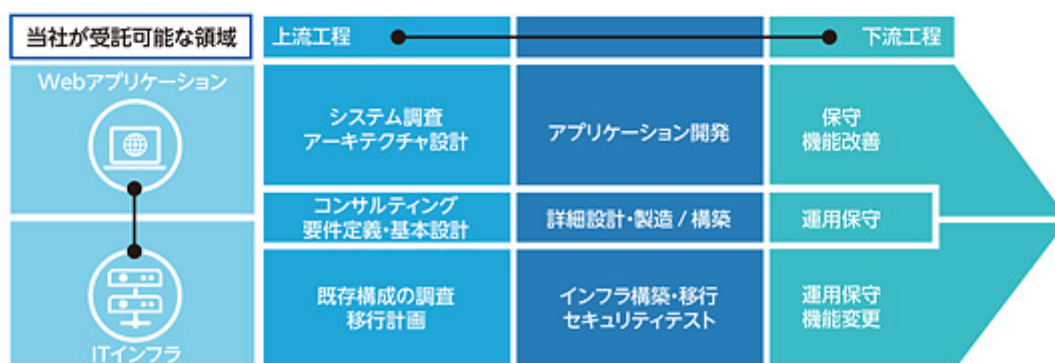 当社が受託可能な領域
上流工程
下流工程
Webアプリケーション
システム調査
アーキテクチャ設計
アプリケーション開発
保守
機能改善
コンサルティング
要件定義・基本設計
詳細設計・製造 / 構築
運用保守
既存構成の調査
移行計画
インフラ構築・移行
セキュリティテスト
運用保守
機能変更
ITインフラ